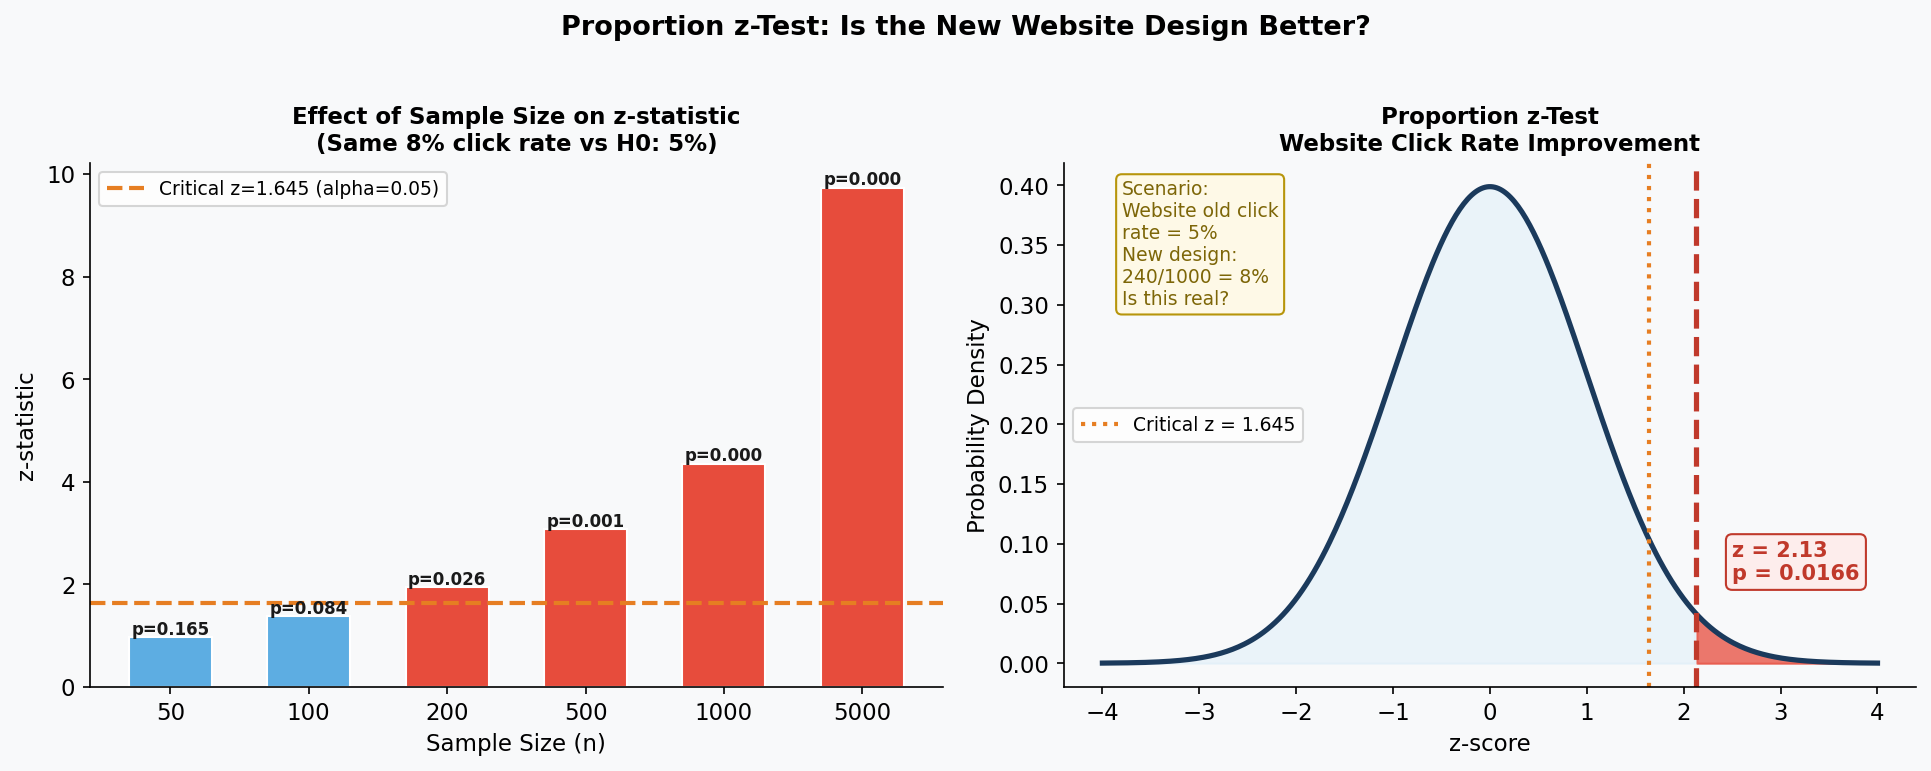 Proportion z-Test: Is the New Website Design Better?
Effect of Sample Size on z-statistic
(Same 8% click rate vs H0: 5%)
Critical z=1.645 (alpha=0.05)
z-statistic
10
8
6
4
2
0
p=0.165
p=0.084
p=0.026
p=0.001
p=0.000
p=0.000
50
100
200
500
1000
5000
Sample Size (n)
Proportion z-Test
Website Click Rate Improvement
Scenario:
Website old click
rate = 5%
New design:
240/1000 = 8%
Is this real?
Critical z = 1.645
z = 2.13
p = 0.0166
Probability Density
0.40
0.35
0.30
0.25
0.20
0.15
0.10
0.05
0.00
−4
−3
−2
−1
0
1
2
3
4
z-score